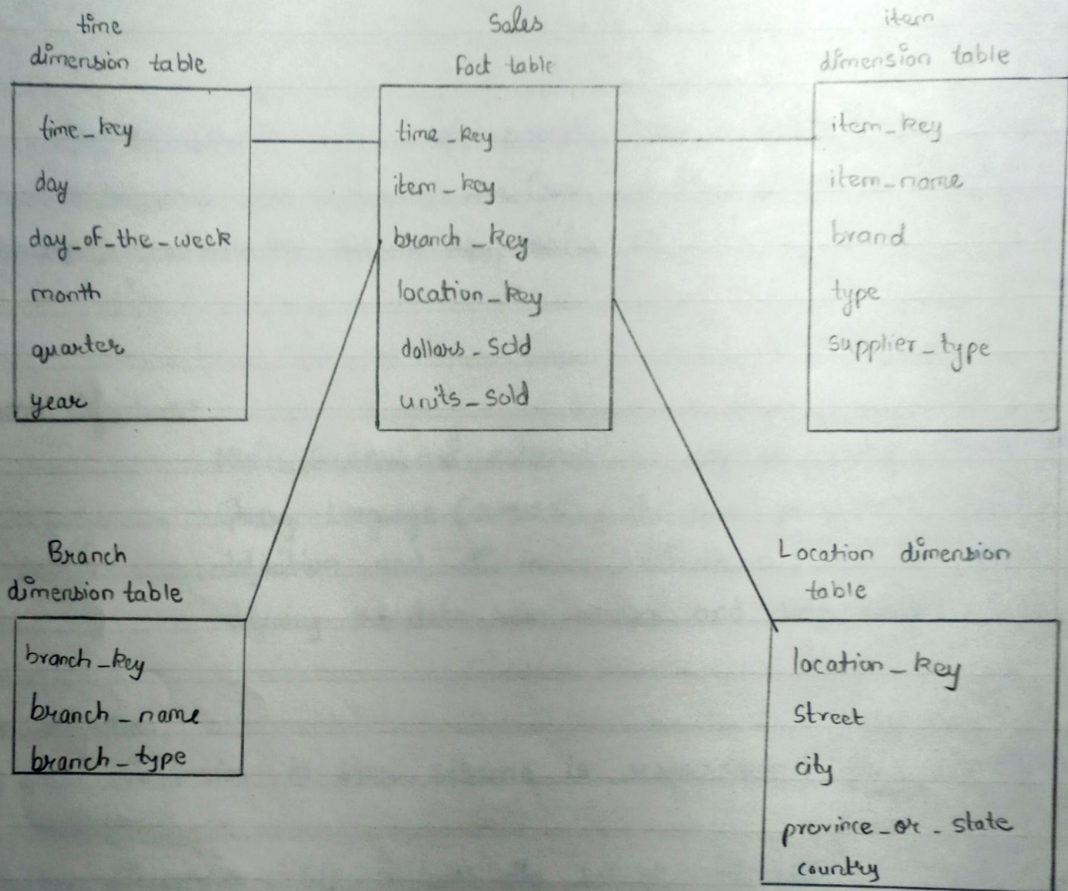 time
dimension table
time_key
day
day_of_the_week
month
quarter
year
Sales
fact table
time_key
item_key
branch_key
location_key
dollars_sold
units_sold
item
dimension table
item_key
item_name
brand
type
supplier_type
Branch
dimension table
branch_key
branch_name
branch_type
Location dimension
table
location_key
street
city
province_or_state
country